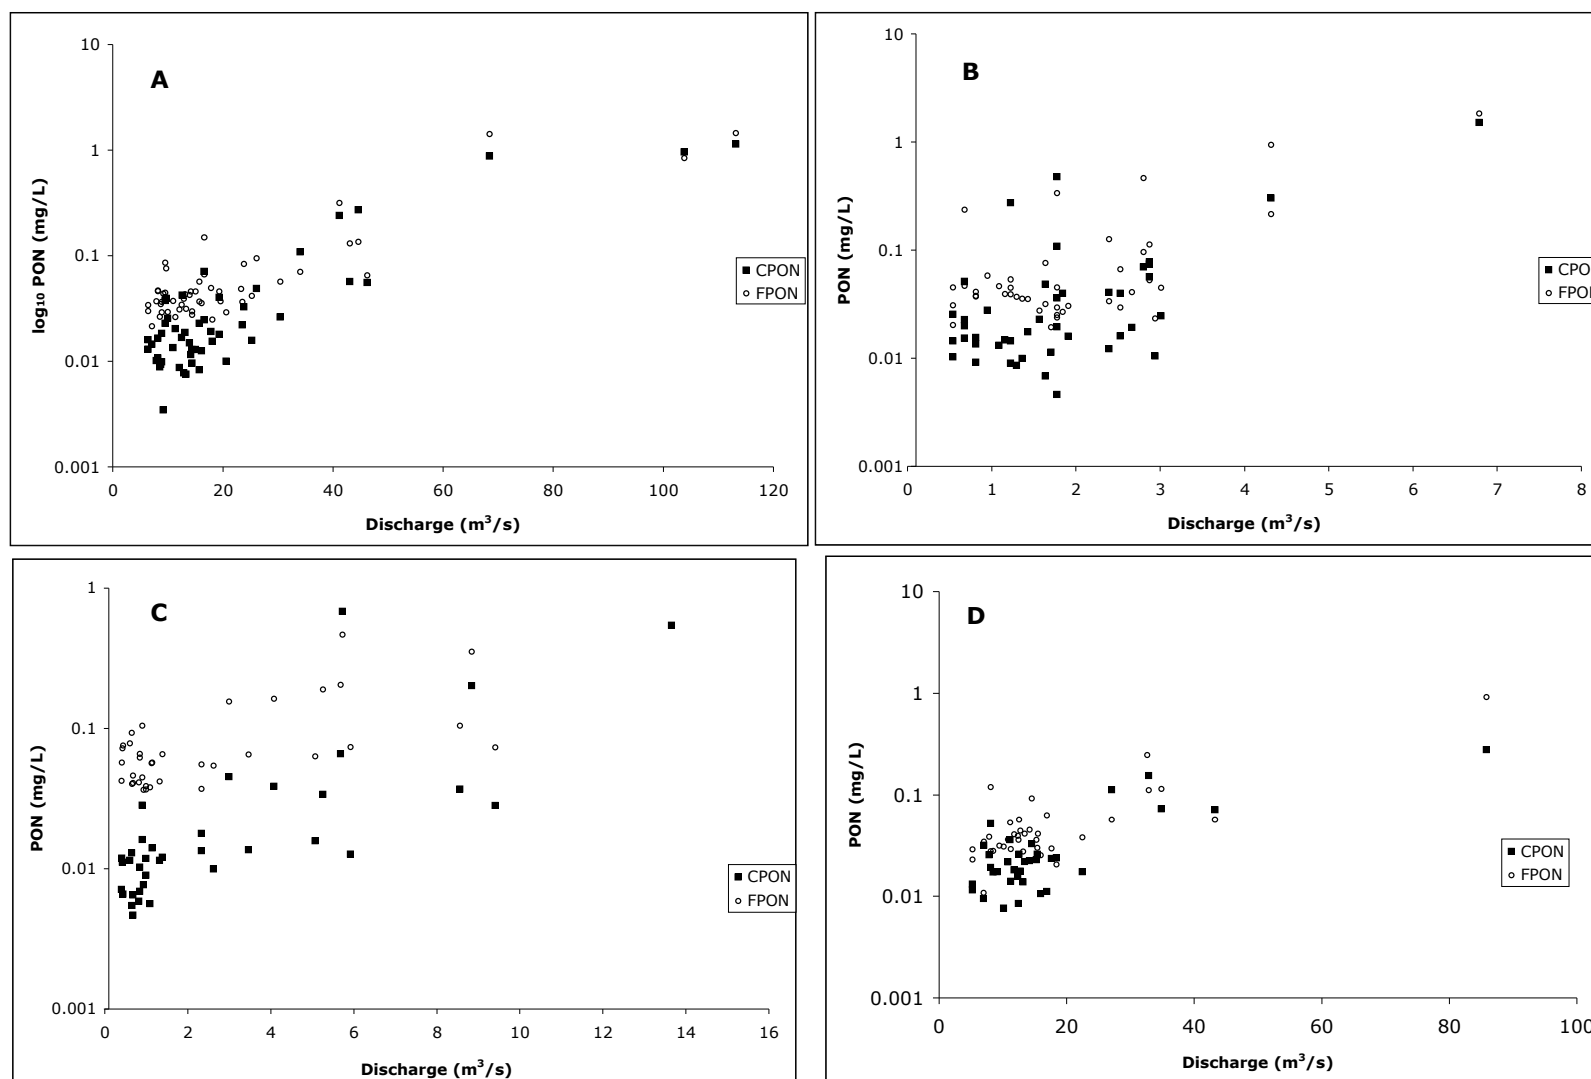 A
10
1
0.1
0.01
0.001
log₁₀ PON (mg/L)
0 20 40 60 80 100 120
Discharge (m³/s)
CPON
FPON
B
10
1
0.1
0.01
0.001
PON (mg/L)
0 1 2 3 4 5 6 7 8
Discharge (m³/s)
CPO
FPO
C
1
0.1
0.01
0.001
PON (mg/L)
0 2 4 6 8 10 12 14 16
Discharge (m³/s)
CPON
FPON
D
10
1
0.1
0.01
0.001
PON (mg/L)
0 20 40 60 80 100
Discharge (m³/s)
CPON
FPON